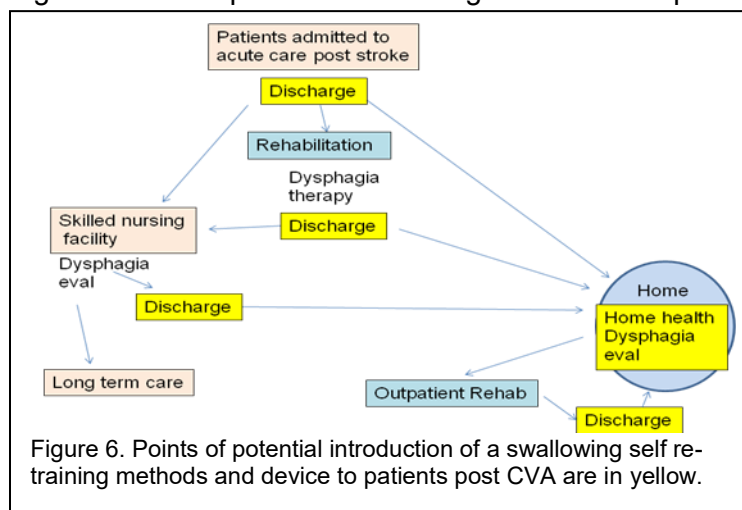 Patients admitted to
acute care post stroke
Discharge
Rehabilitation
Dysphagia
therapy
Discharge
Skilled nursing
facility
Dysphagia
eval
Discharge
Long term care
Home
Home health
Dysphagia
eval
Outpatient Rehab
Discharge
Figure 6. Points of potential introduction of a swallowing self re-
training methods and device to patients post CVA are in yellow.